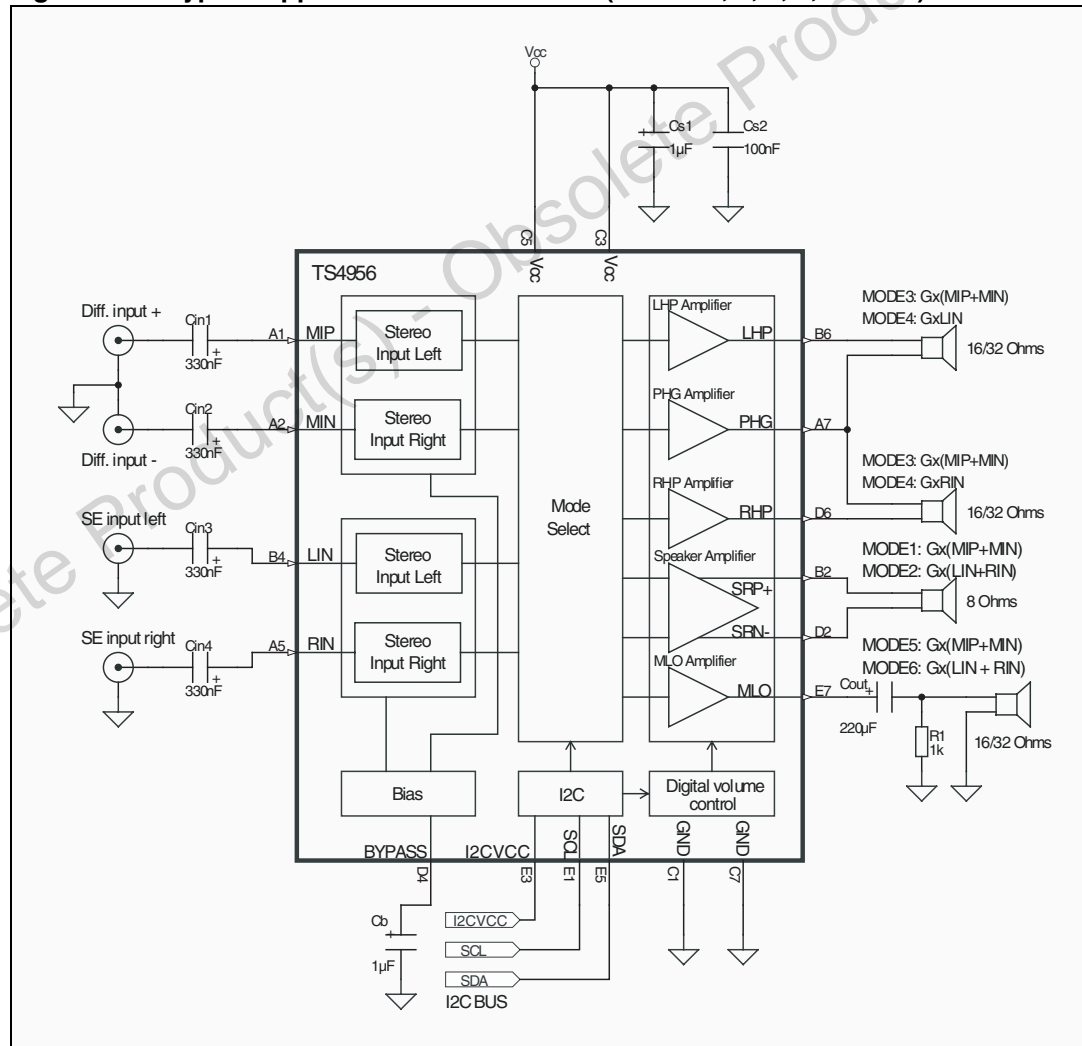 Vcc
Cs1
1µF
Cs2
100nF
C5
C3
Vcc
Vcc
TS4956
Diff. input +
Cin1
330nF
A1
MIP
Stereo
Input Left
Cin2
330nF
A2
MIN
Stereo
Input Right
Diff. input -
SE input left
Cin3
330nF
B4
LIN
Stereo
Input Left
SE input right
Cin4
330nF
A5
RIN
Stereo
Input Right
Mode
Select
LHP Amplifier
LHP
B6
PHG Amplifier
PHG
A7
RHP Amplifier
RHP
D6
Speaker Amplifier
SRP+
B2
SRN-
D2
MLO Amplifier
MLO
E7
MODE3: Gx(MIP+MIN)
MODE4: GxLIN
16/32 Ohms
MODE3: Gx(MIP+MIN)
MODE4: GxRIN
16/32 Ohms
MODE1: Gx(MIP+MIN)
MODE2: Gx(LIN+RIN)
8 Ohms
MODE5: Gx(MIP+MIN)
MODE6: Gx(LIN + RIN)
Cout
220µF
R1
1k
16/32 Ohms
Bias
I2C
Digital volume
control
BYPASS
I2CVCC
SCL
SDA
GND
GND
D4
E3
E1
E5
C1
C7
Cb
1µF
I2CVCC
SCL
SDA
I2C BUS
Obsolete Product(s) - Obsolete Produc